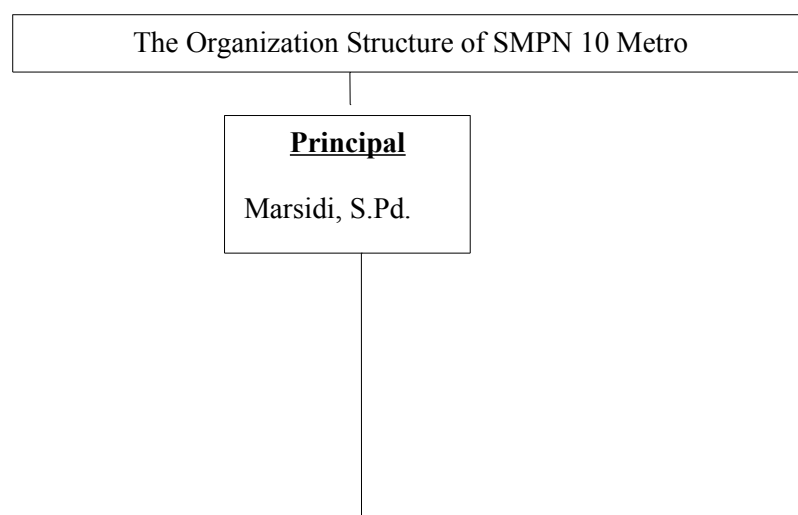 The Organization Structure of SMPN 10 Metro
Principal
Marsidi, S.Pd.